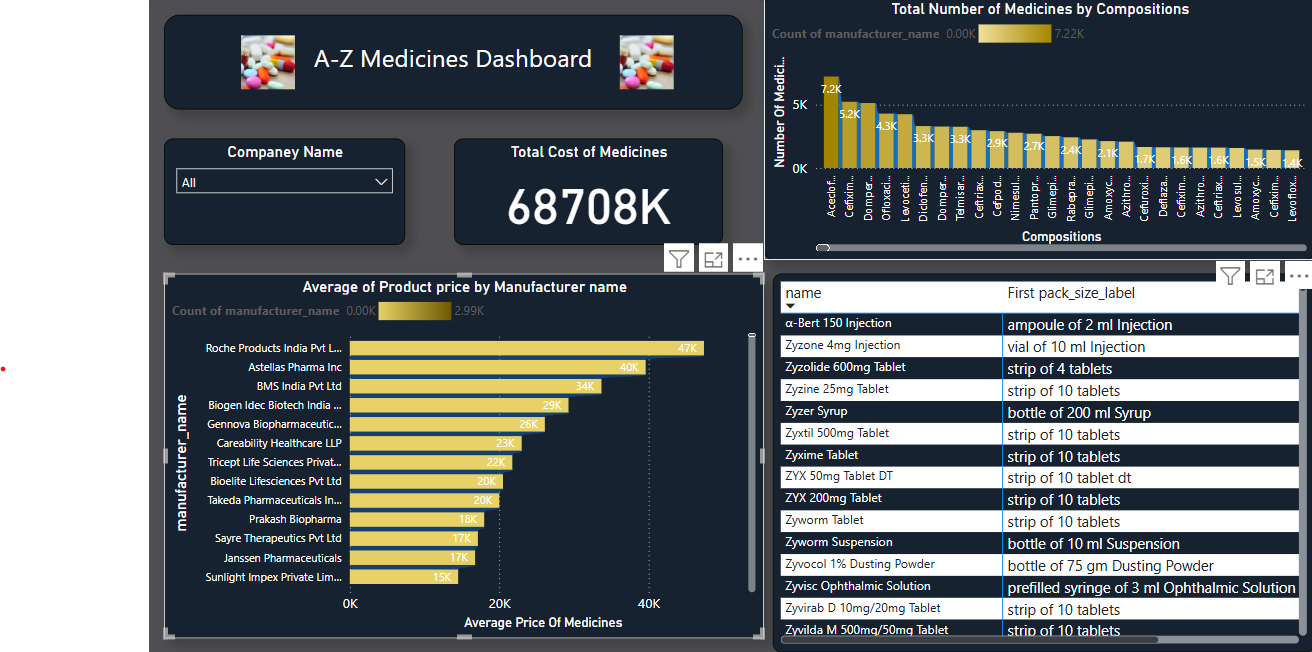 A-Z Medicines Dashboard
Companey Name
All
Total Cost of Medicines
68708K
Total Number of Medicines by Compositions
Count of manufacturer_name 0.00K 7.22K
Number Of Medici...
5K
0K
7.2K
5.2K
4.3K
3.3K
3.3K
2.9K
2.7K
2.4K
2.1K
1.7K
1.6K
1.6K
1.5K
1.4K
Aceclof...
Cefixim...
Domper...
Ofloxaci...
Levoceti...
Diclofen...
Domper...
Telmisar...
Ceftriax...
Cefpod...
Nimesul...
Pantopr...
Glimepi...
Rabepra...
Glimepi...
Amoxyc...
Azithro...
Cefuroxi...
Deflaza...
Cefixim...
Azithro...
Ceftriax...
Levosul...
Amoxyc...
Cefixim...
Levoflox...
Compositions
Average of Product price by Manufacturer name
Count of manufacturer_name 0.00K 2.99K
manufacturer_name
Roche Products India Pvt L... 47K
Astellas Pharma Inc 40K
BMS India Pvt Ltd 34K
Biogen Idec Biotech India ... 29K
Gennova Biopharmaceutic... 26K
Careability Healthcare LLP 23K
Tricept Life Sciences Privat... 22K
Bioelite Lifesciences Pvt Ltd 20K
Takeda Pharmaceuticals In... 20K
Prakash Biopharma 18K
Sayre Therapeutics Pvt Ltd 17K
Janssen Pharmaceuticals 17K
Sunlight Impex Private Lim... 15K
0K 20K 40K
Average Price Of Medicines
name First pack_size_label
α-Bert 150 Injection ampoule of 2 ml Injection
Zyzone 4mg Injection vial of 10 ml Injection
Zyzolide 600mg Tablet strip of 4 tablets
Zyzine 25mg Tablet strip of 10 tablets
Zyzer Syrup bottle of 200 ml Syrup
Zyxtil 500mg Tablet strip of 10 tablets
Zyxime Tablet strip of 10 tablets
ZYX 50mg Tablet DT strip of 10 tablet dt
ZYX 200mg Tablet strip of 10 tablets
Zyworm Tablet strip of 10 tablets
Zyworm Suspension bottle of 10 ml Suspension
Zyvocol 1% Dusting Powder bottle of 75 gm Dusting Powder
Zyvisc Ophthalmic Solution prefilled syringe of 3 ml Ophthalmic Solution
Zyvirab D 10mg/20mg Tablet strip of 10 tablets
Zyvilda M 500mg/50mg Tablet strip of 10 tablets